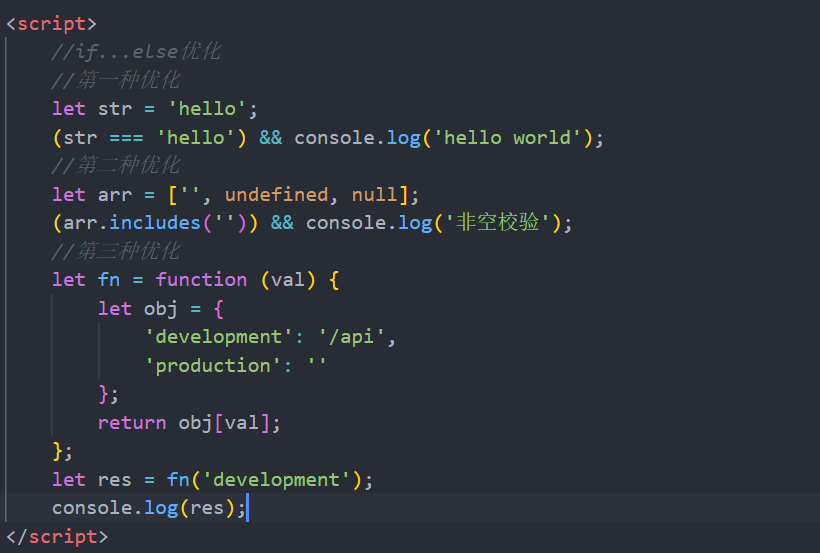 <script>
//if...else优化
//第一种优化
let str = 'hello';
(str === 'hello') && console.log('hello world');
//第二种优化
let arr = ['', undefined, null];
(arr.includes('')) && console.log('非空校验');
//第三种优化
let fn = function (val) {
let obj = {
'development': '/api',
'production': ''
};
return obj[val];
};
let res = fn('development');
console.log(res);
</script>